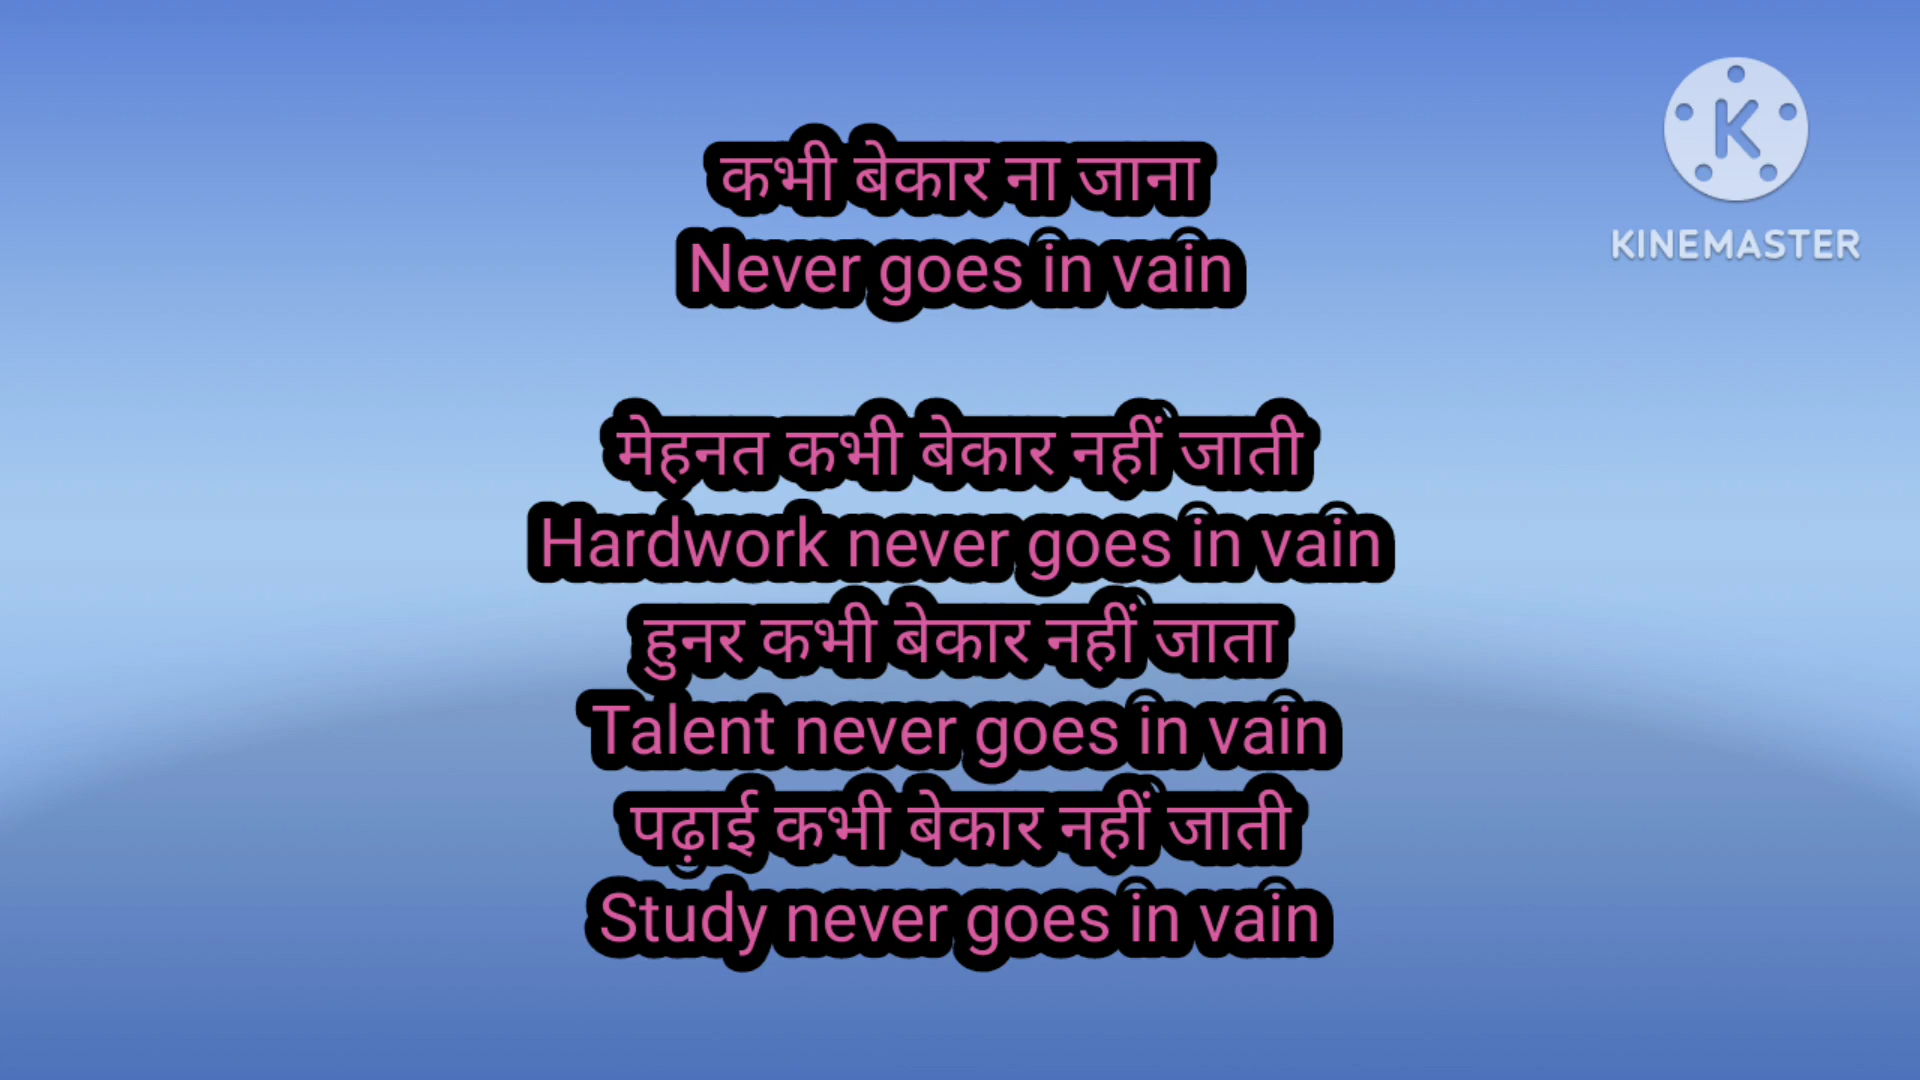 कभी बेकार ना जाना
Never goes in vain
मेहनत कभी बेकार नहीं जाती
Hardwork never goes in vain
हुनर कभी बेकार नहीं जाता
Talent never goes in vain
पढ़ाई कभी बेकार नहीं जाती
Study never goes in vain
K
KINEMASTER